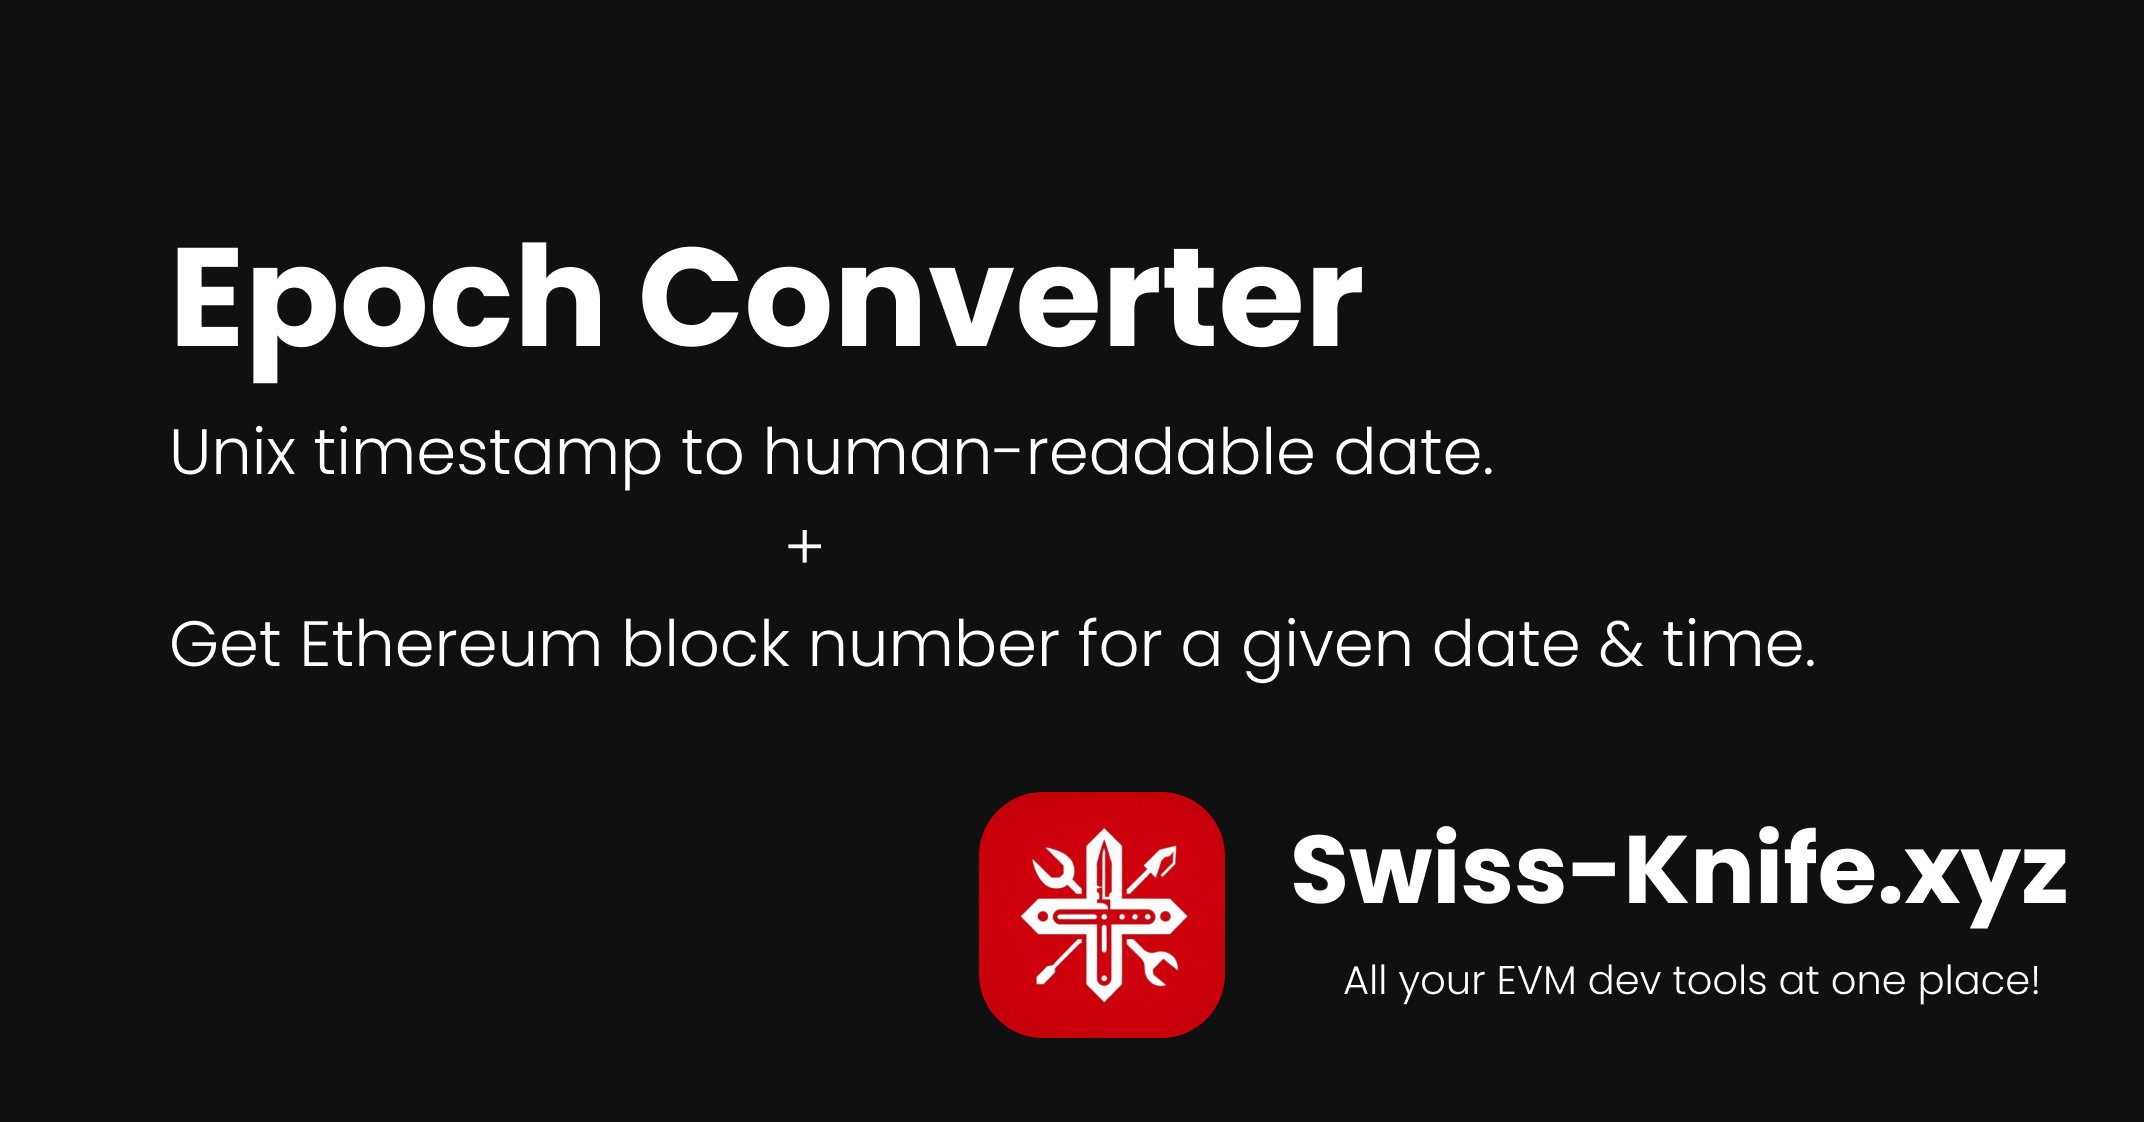 Epoch Converter
Unix timestamp to human-readable date.
+
Get Ethereum block number for a given date & time.
Swiss-Knife.xyz
All your EVM dev tools at one place!